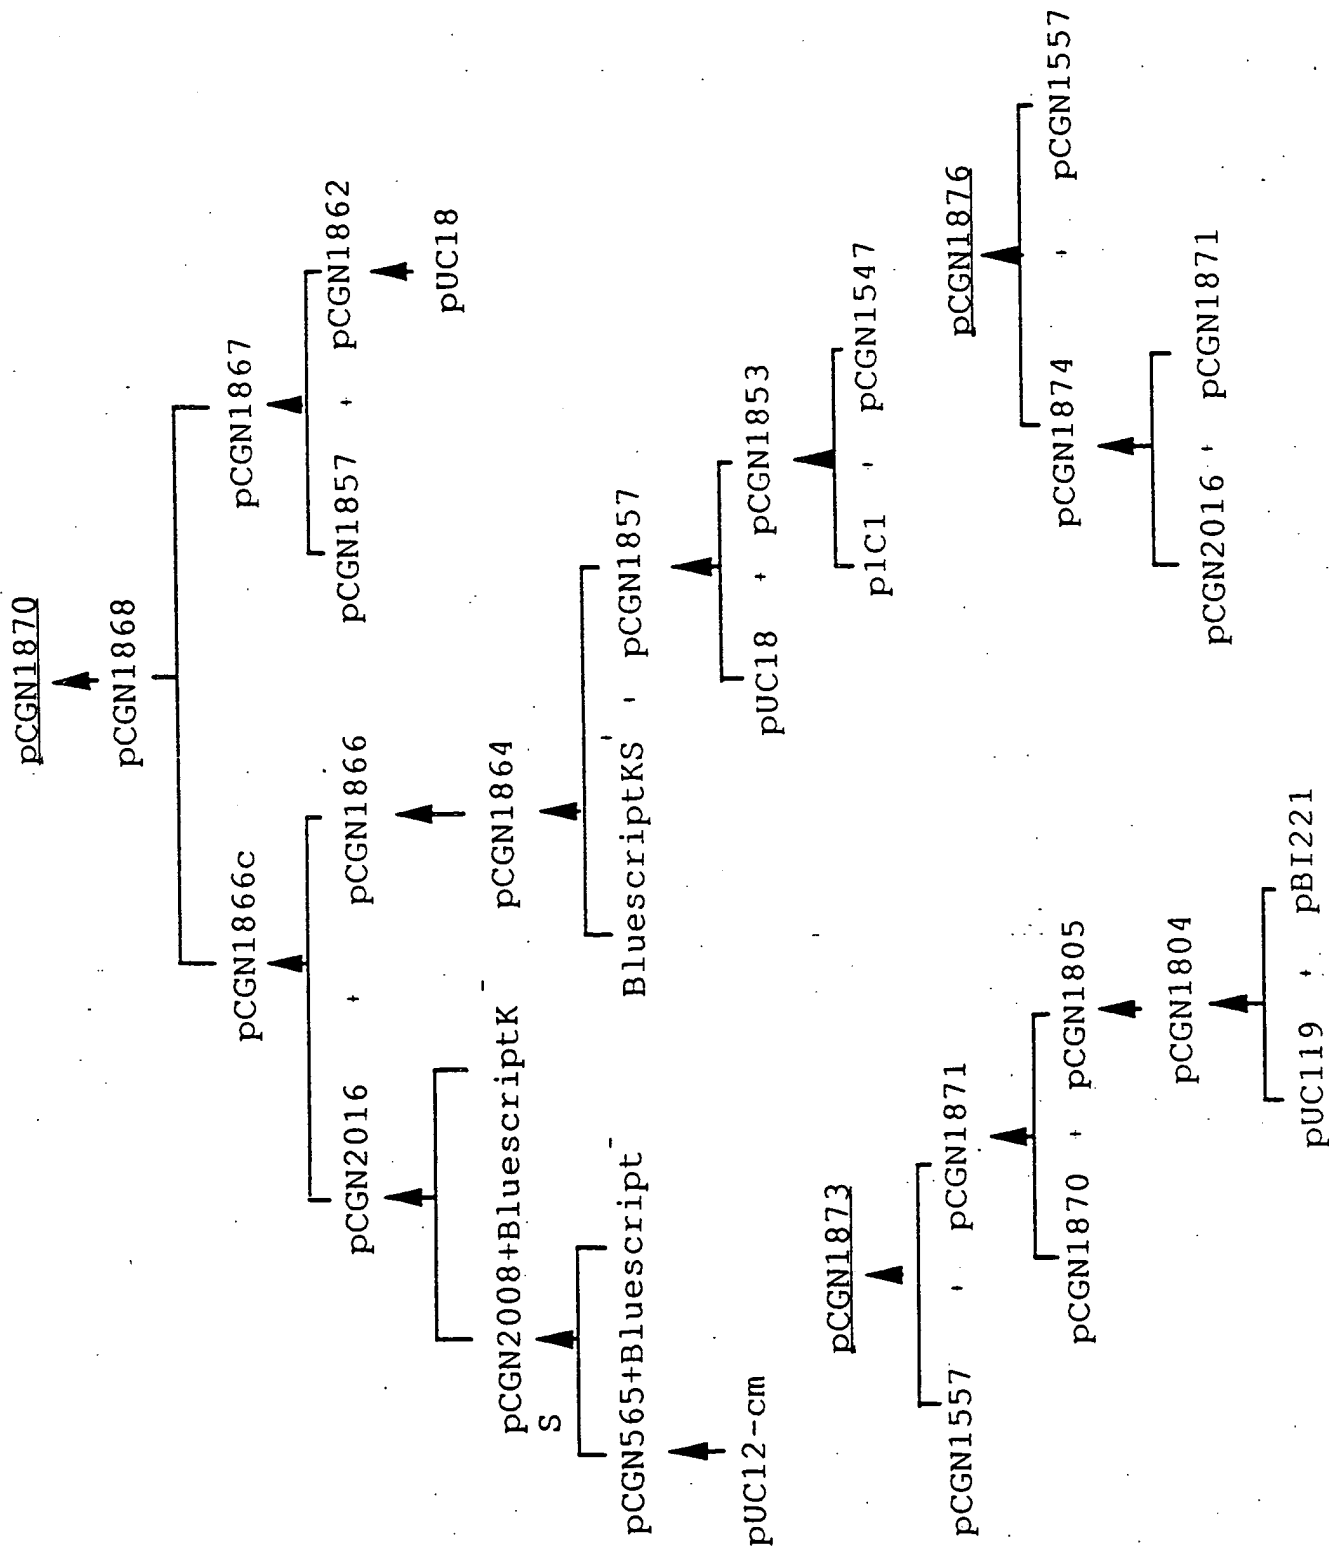 pCGN1870
pCGN1868
pCGN1866c pCGN1867
pCGN2016 + pCGN1866 pCGN1857 + pCGN1862
pCGN2008+BluescriptK-
S
pCGN1864 pUC18
pCGN565+Bluescript- BluescriptKS- + pCGN1857
pUC12-cm pUC18 + pCGN1853
plC1 + pCGN1547
pCGN1873
pCGN1557 + pCGN1871
pCGN1870 + pCGN1805
pCGN1804
pUC119 + pBI221
pCGN1876
pCGN1874 + pCGN1557
pCGN2016 + pCGN1871